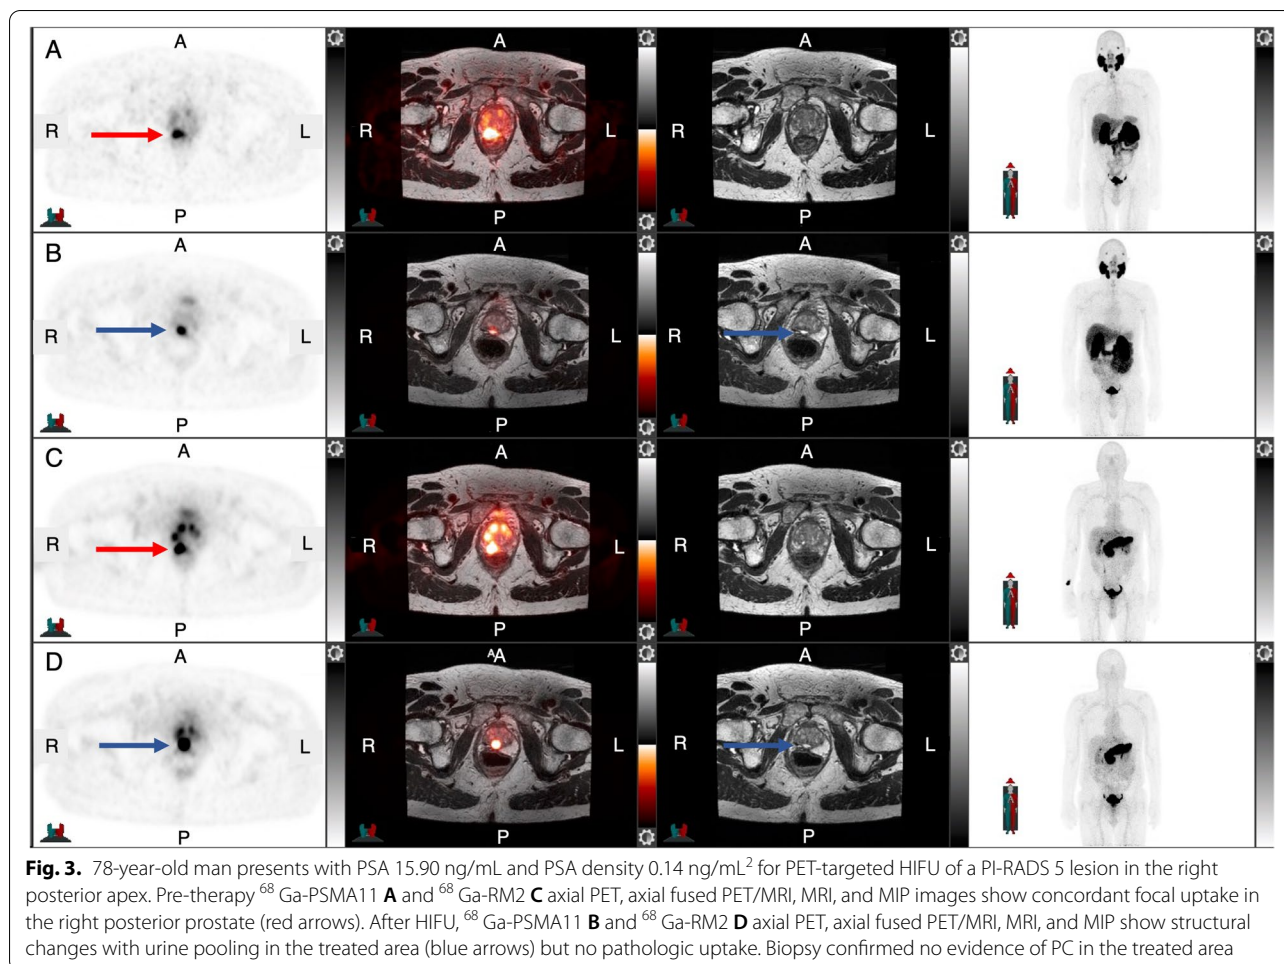 A
A
R
L
P
R
A
L
P
A
P
B
A
R
L
P
A
R
L
P
A
R
P
C
A
R
L
P
A
R
L
P
A
P
D
A
R
L
P
AA
R
L
P
A
R
P
Fig. 3. 78-year-old man presents with PSA 15.90 ng/mL and PSA density 0.14 ng/mL² for PET-targeted HIFU of a PI-RADS 5 lesion in the right
posterior apex. Pre-therapy ⁶⁸ Ga-PSMA11 A and ⁶⁸ Ga-RM2 C axial PET, axial fused PET/MRI, MRI, and MIP images show concordant focal uptake in
the right posterior prostate (red arrows). After HIFU, ⁶⁸ Ga-PSMA11 B and ⁶⁸ Ga-RM2 D axial PET, axial fused PET/MRI, MRI, and MIP show structural
changes with urine pooling in the treated area (blue arrows) but no pathologic uptake. Biopsy confirmed no evidence of PC in the treated area